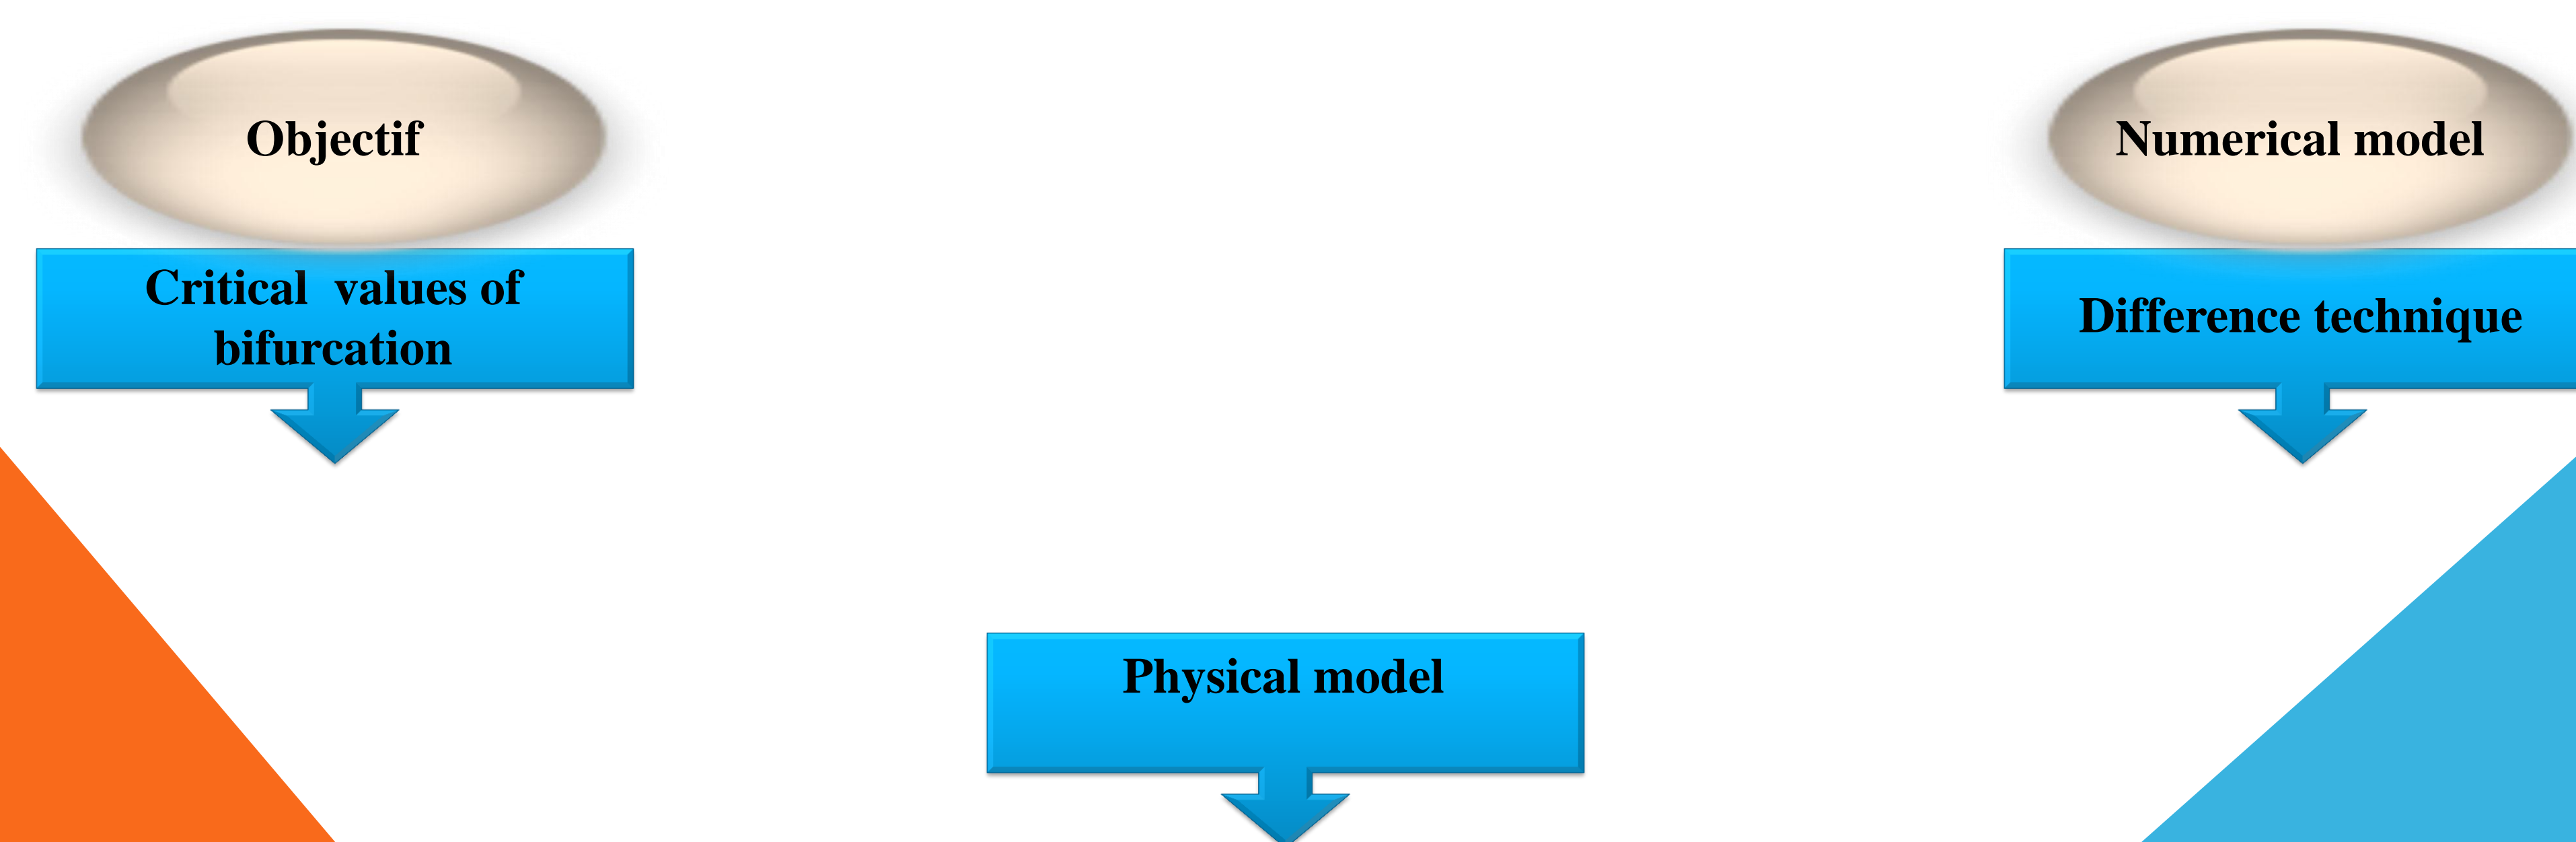 Objectif
Critical  values of
bifurcation
Numerical model
Difference technique
Physical model